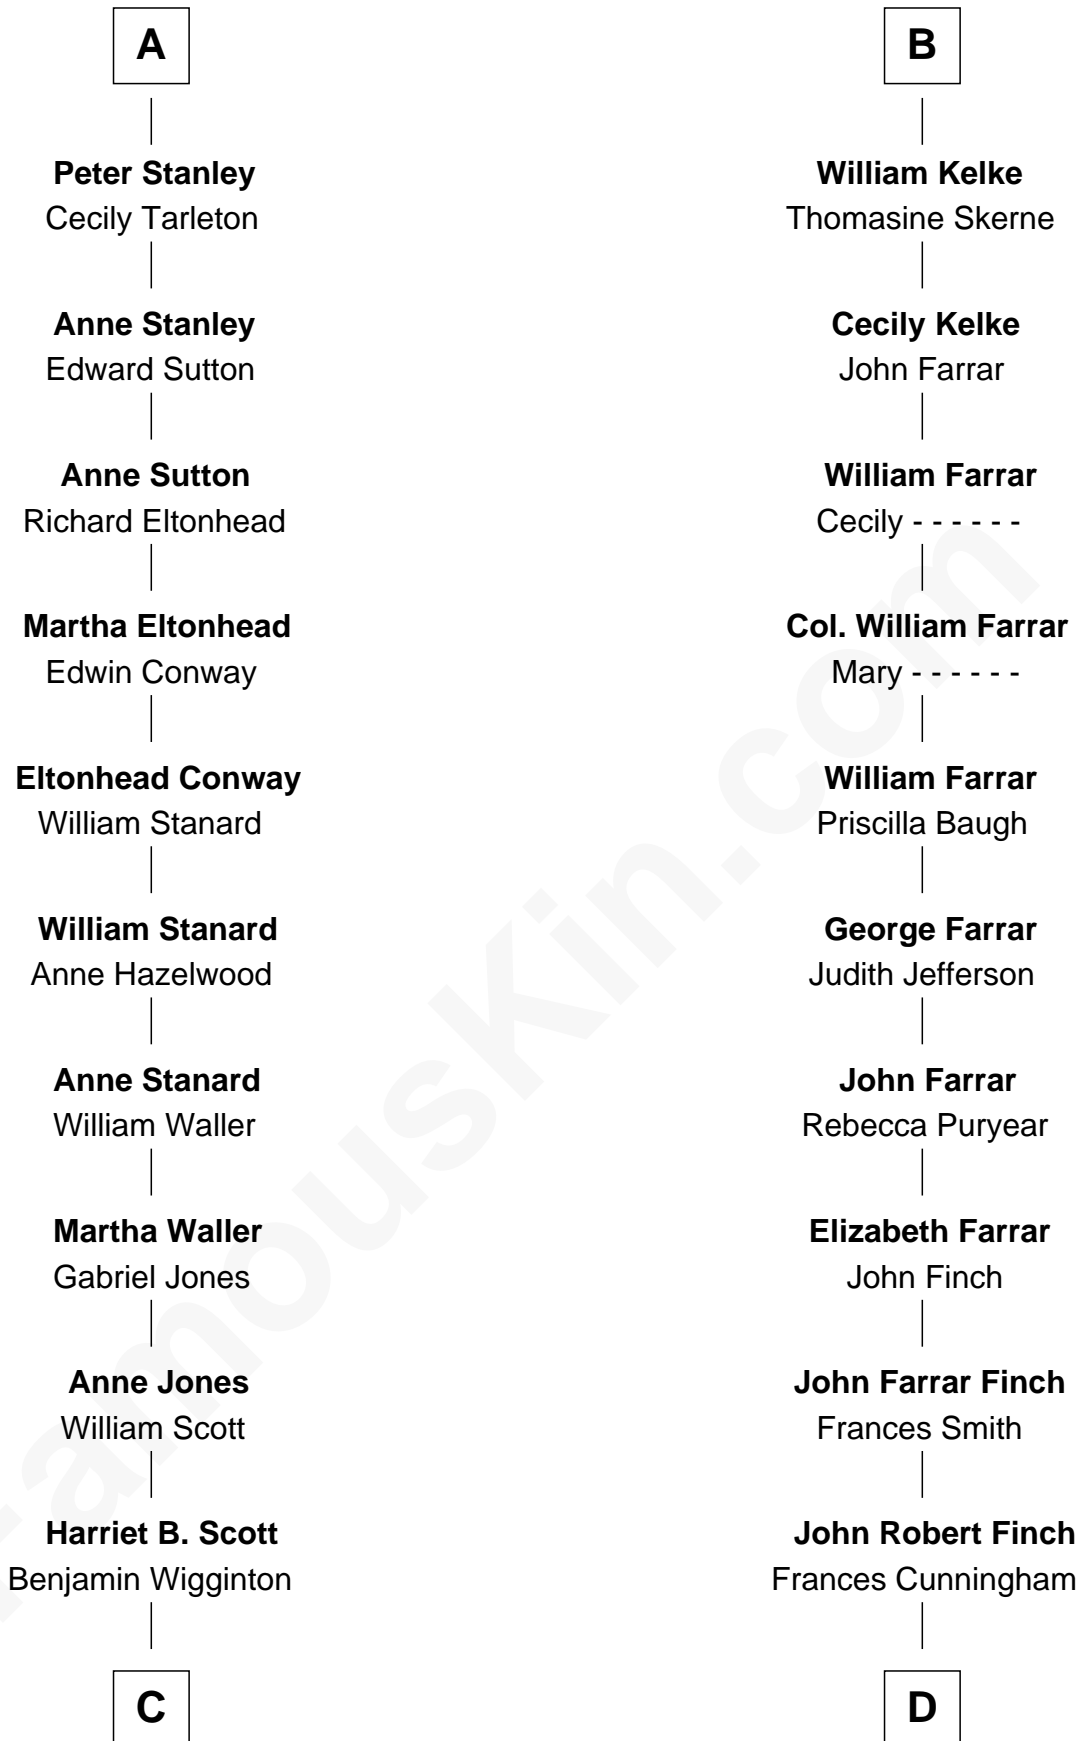 A
Peter Stanley
Cecily Tarleton
Anne Stanley
Edward Sutton
Anne Sutton
Richard Eltonhead
Martha Eltonhead
Edwin Conway
Eltonhead Conway
William Stanard
William Stanard
Anne Hazelwood
Anne Stanard
William Waller
Martha Waller
Gabriel Jones
Anne Jones
William Scott
Harriet B. Scott
Benjamin Wigginton
C
B
William Kelke
Thomasine Skerne
Cecily Kelke
John Farrar
William Farrar
Cecily - - - - - -
Col. William Farrar
Mary - - - - - -
William Farrar
Priscilla Baugh
George Farrar
Judith Jefferson
John Farrar
Rebecca Puryear
Elizabeth Farrar
John Finch
John Farrar Finch
Frances Smith
John Robert Finch
Frances Cunningham
D
FamousKin.com